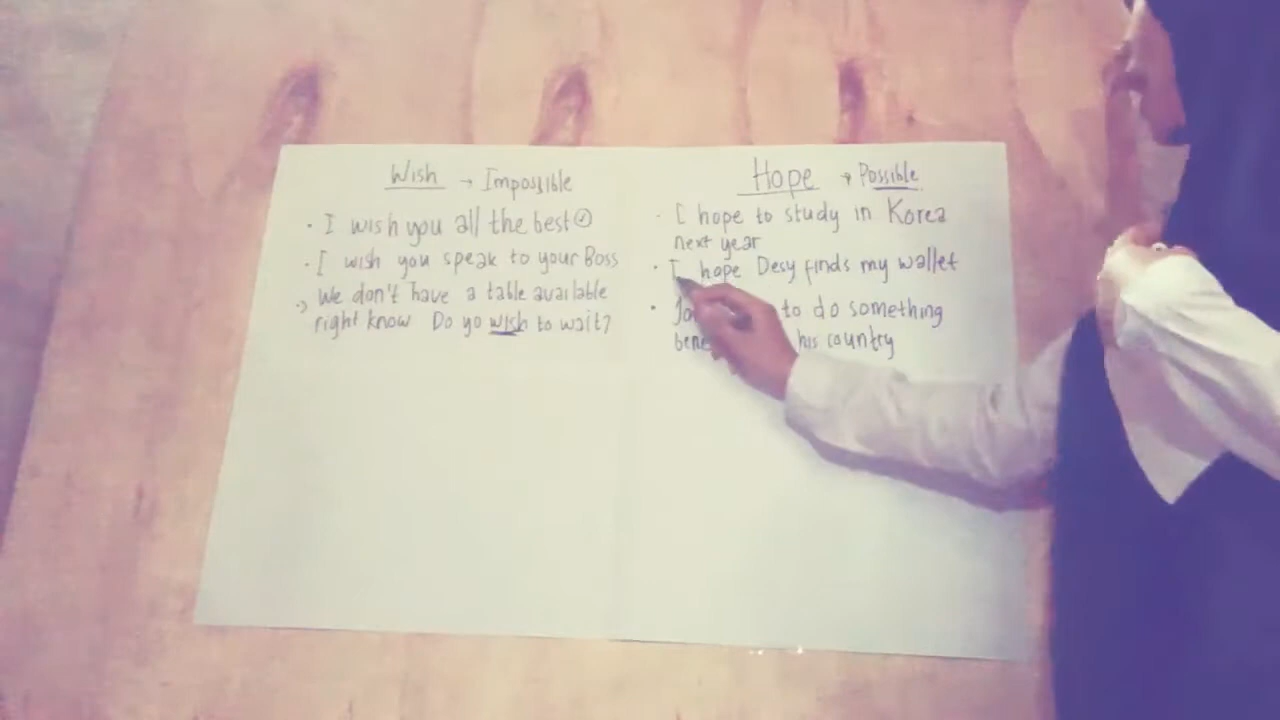 Wish → Impossible
• I wish you all the best
• I wish you speak to your Boss
→ We don't have a table available
right know Do yo wish to wait?
Hope → Possible
• I hope to study in Korea
next year
• I hope Desy finds my wallet
• to do something
his country